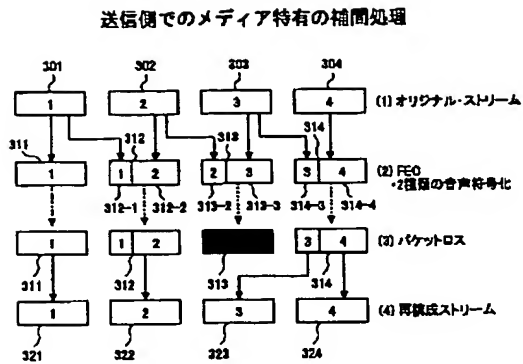 送信側でのメディア特有の補間処理
301 302 303 304
1 2 3 4 (1) オリジナル・ストリーム
311 312 313 314
1 1 2 2 3 3 4 (2) FEC
・2種類の音声符号化
312-1 312-2 313-2 313-3 314-3 314-4
1 1 2 3 4 (3) パケットロス
311 312 313 314
1 2 3 4 (4) 再構成ストリーム
321 322 323 324